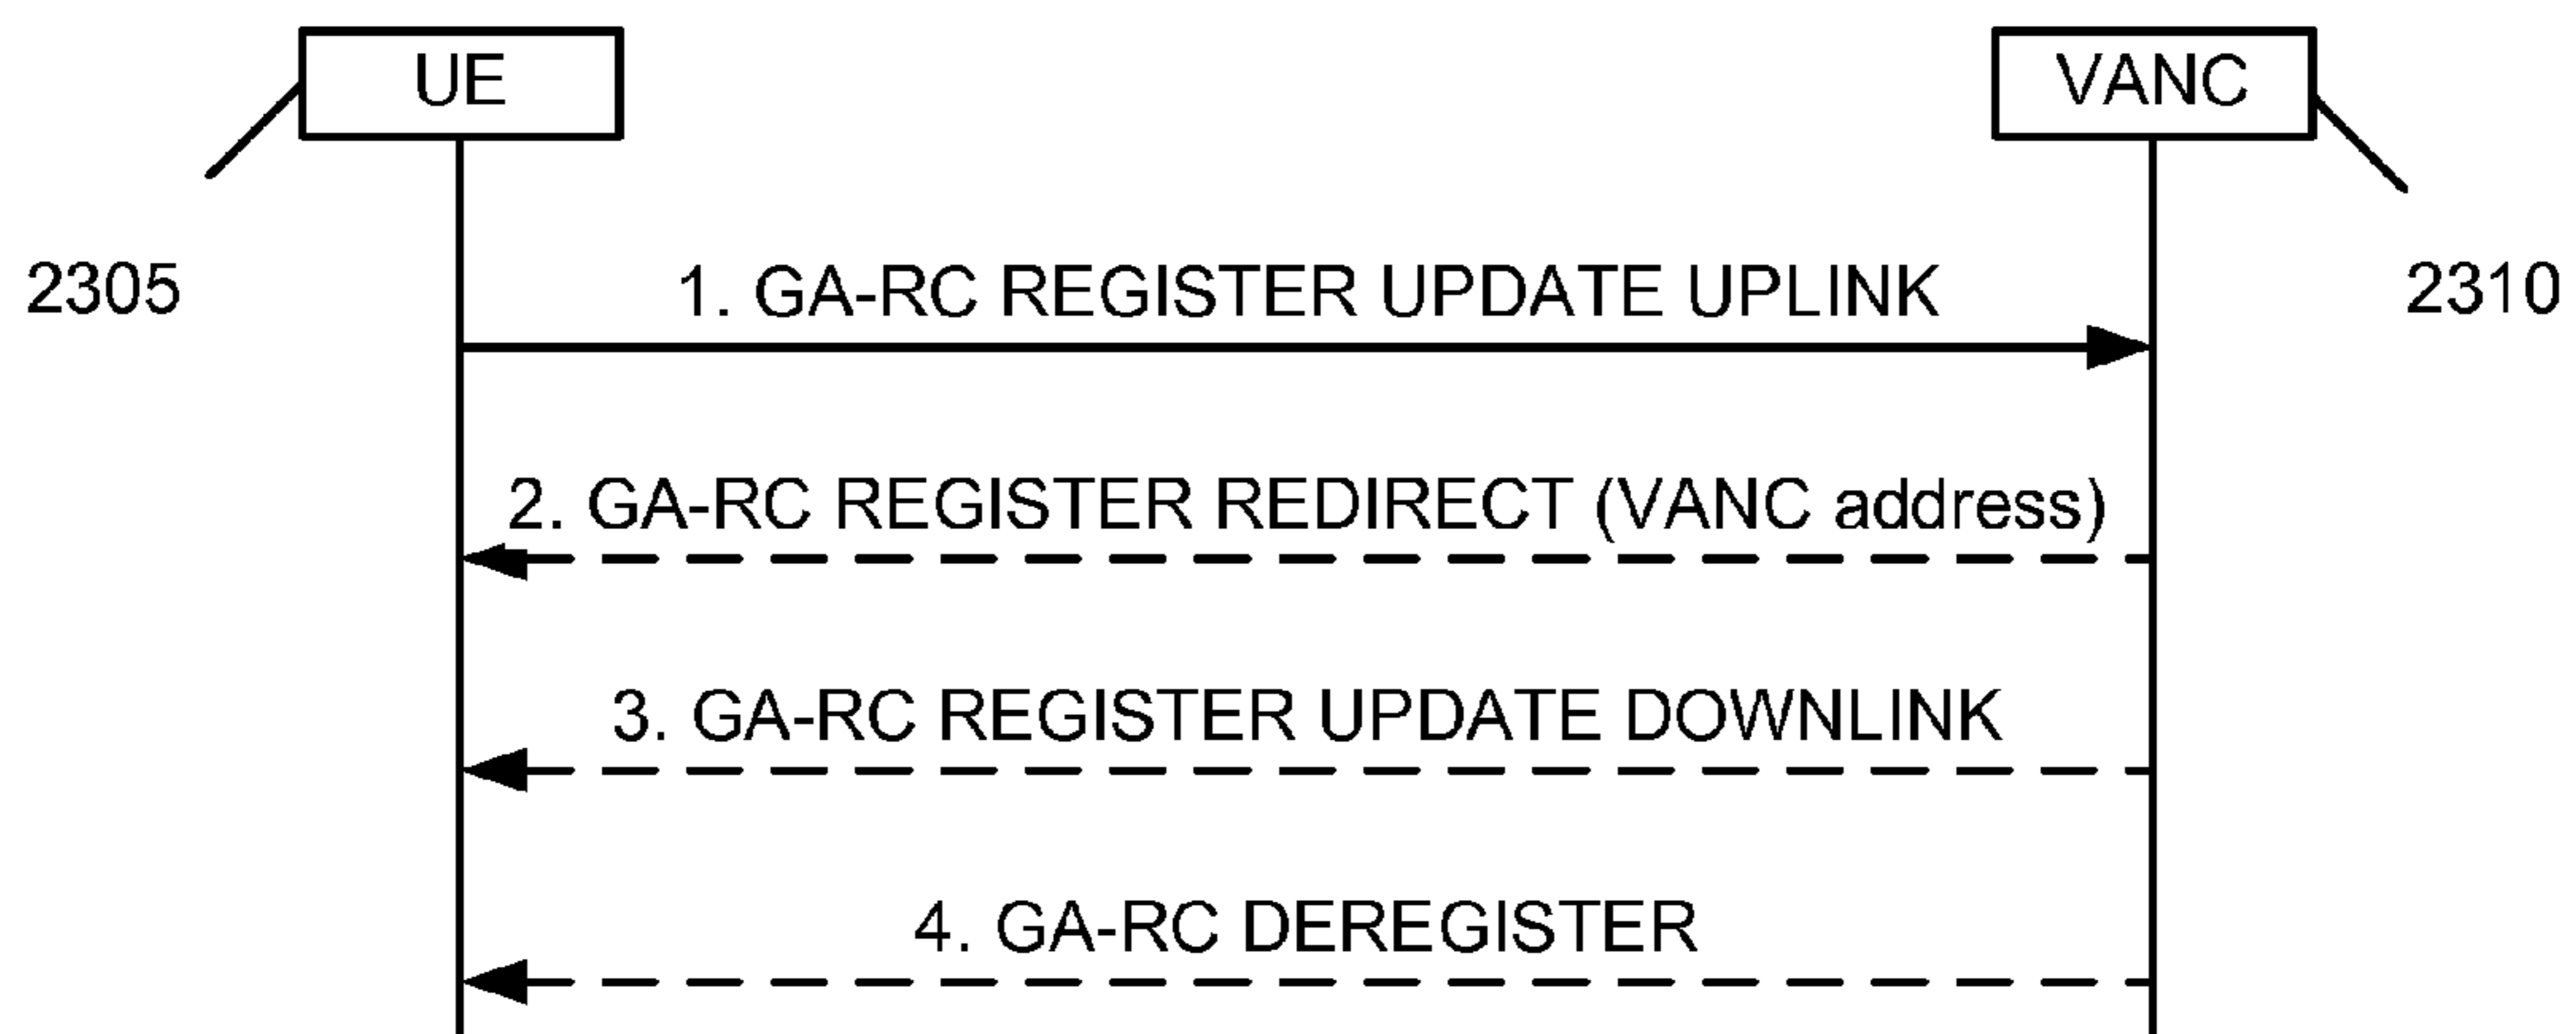 UE
VANC
2305
1. GA-RC REGISTER UPDATE UPLINK
2310
2. GA-RC REGISTER REDIRECT (VANC address)
3. GA-RC REGISTER UPDATE DOWNLINK
4. GA-RC DEREGISTER